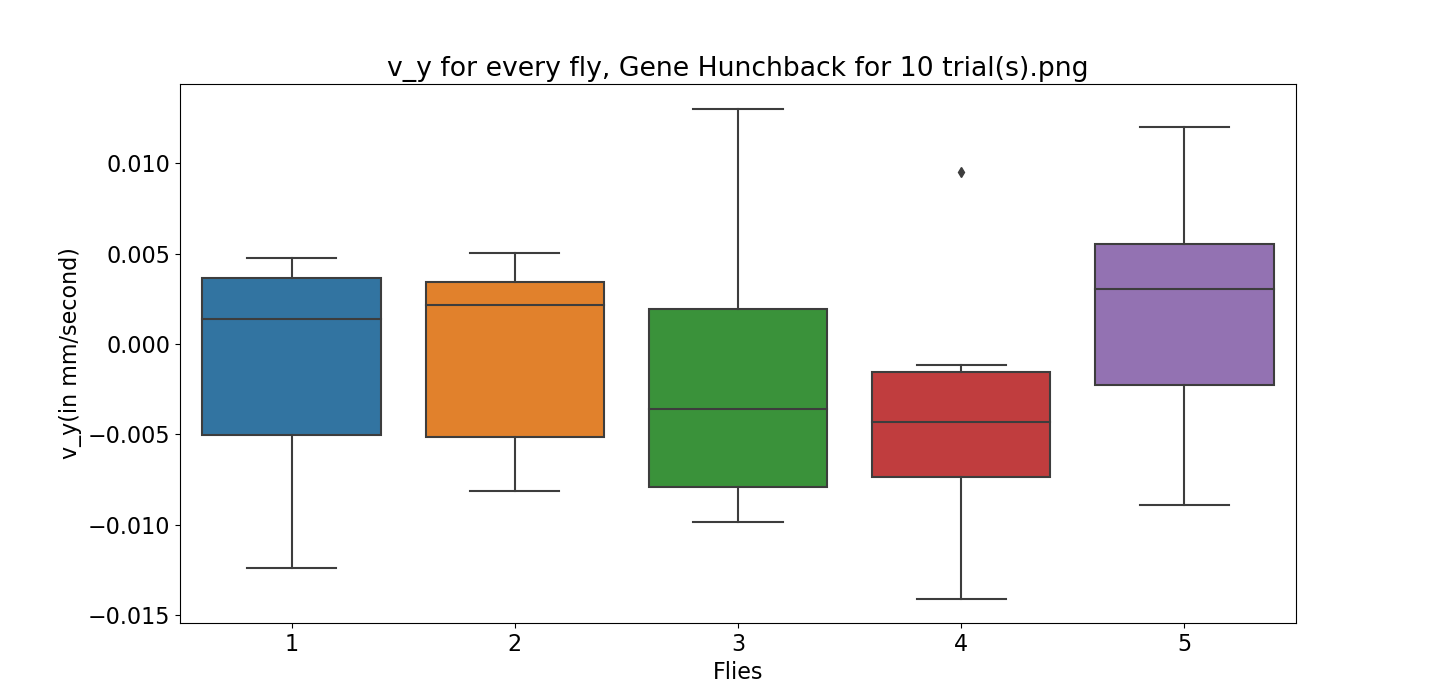 v_y for every fly, Gene Hunchback for 10 trial(s).png
v_y(in mm/second)
0.010
0.005
0.000
−0.005
−0.010
−0.015
1 2 3 4 5
Flies